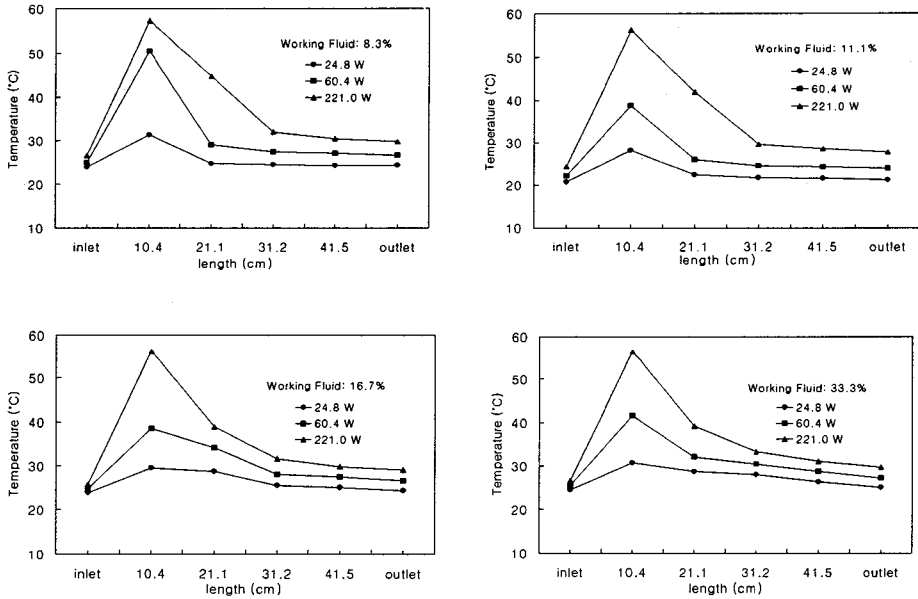 60
50
40
30
20
10
Temperature (°C)
Working Fluid: 8.3%
24.8 W
60.4 W
221.0 W
inlet 10.4 21.1 31.2 41.5 outlet
length (cm)
60
50
40
30
20
10
Temperature (°C)
Working Fluid: 11.1%
24.8 W
60.4 W
221.0 W
inlet 10.4 21.1 31.2 41.5 outlet
length (cm)
60
50
40
30
20
10
Temperature (°C)
Working Fluid: 16.7%
24.8 W
60.4 W
221.0 W
inlet 10.4 21.1 31.2 41.5 outlet
length (cm)
60
50
40
30
20
10
Temperature (°C)
Working Fluid: 33.3%
24.8 W
60.4 W
221.0 W
inlet 10.4 21.1 31.2 41.5 outlet
length (cm)